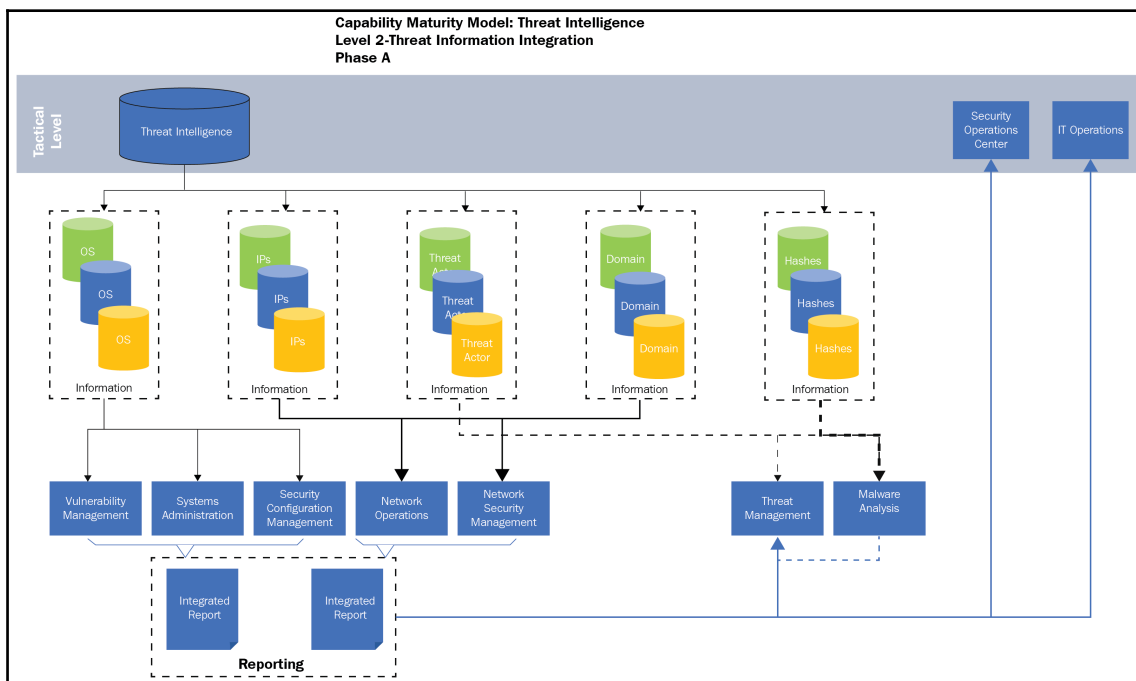 Capability Maturity Model: Threat Intelligence
Level 2-Threat Information Integration
Phase A
Tactical
Level
Threat Intelligence
Security
Operations
Center
IT Operations
OS
OS
OS
Information
IPs
IPs
IPs
Information
Threat
Threat
Threat
Actor
Information
Domain
Domain
Domain
Information
Hashes
Hashes
Hashes
Information
Vulnerability
Management
Systems
Administration
Security
Configuration
Management
Network
Operations
Network
Security
Management
Threat
Management
Malware
Analysis
Integrated
Report
Integrated
Report
Reporting